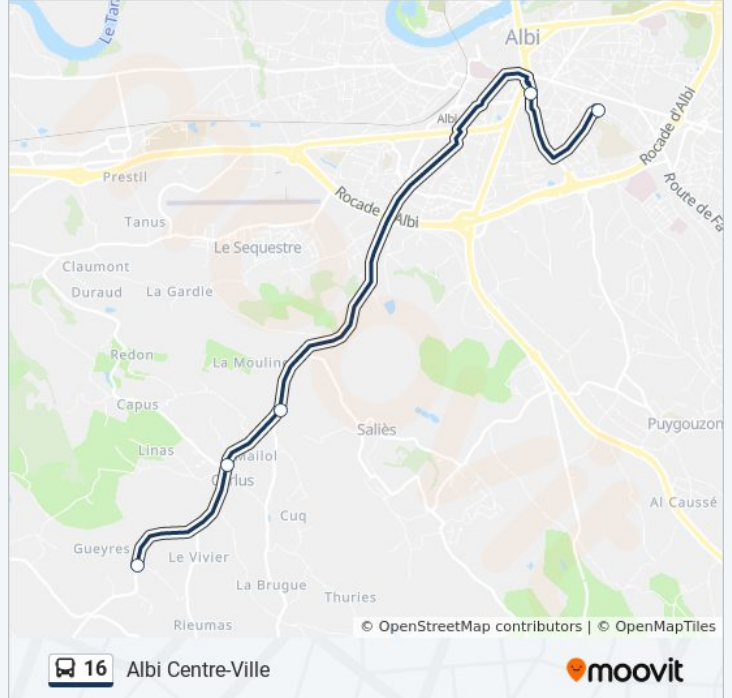 Le Tar
Albi
Albi
Rocade d'Albi
Prestil
Route de Fa
Rocade
Albi
Tanus
Le Sequestre
Claumont
Duraud
La Gardie
Redon
La Mouline
Capus
Saliès
Puygouzon
Linas
Mailol
Carlus
Al Caussé
Cuq
Gueyres
Le Vivier
La Brugue
Thuries
Rieumas
© OpenStreetMap contributors | © OpenMapTiles
16 Albi Centre-Ville
moovit